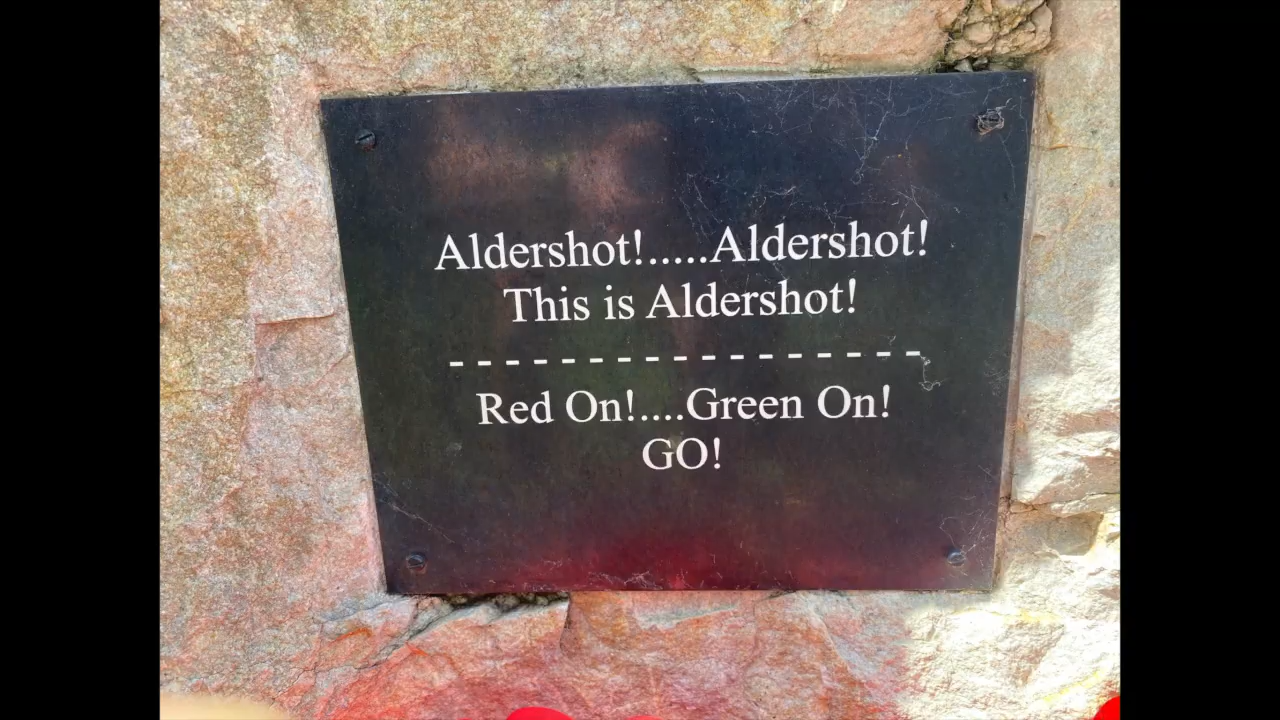 Aldershot!.....Aldershot!
This is Aldershot!
- - - - - - - - - - - - - - - - -
Red On!....Green On!
GO!